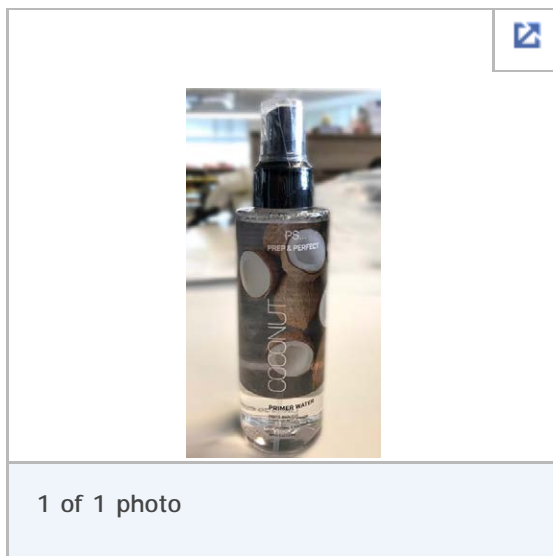 PS
PREP & PERFECT
COCONUT
PRIMER WATER
1 of 1 photo